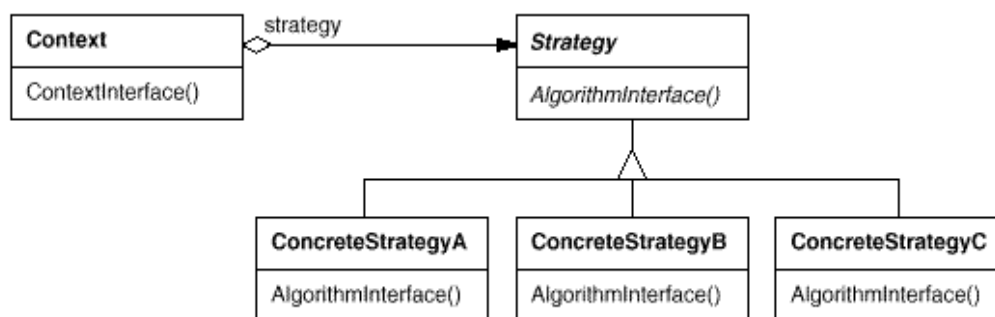 strategy
Context
Strategy
ContextInterface()
AlgorithmInterface()
ConcreteStrategyA
ConcreteStrategyB
ConcreteStrategyC
AlgorithmInterface()
AlgorithmInterface()
AlgorithmInterface()